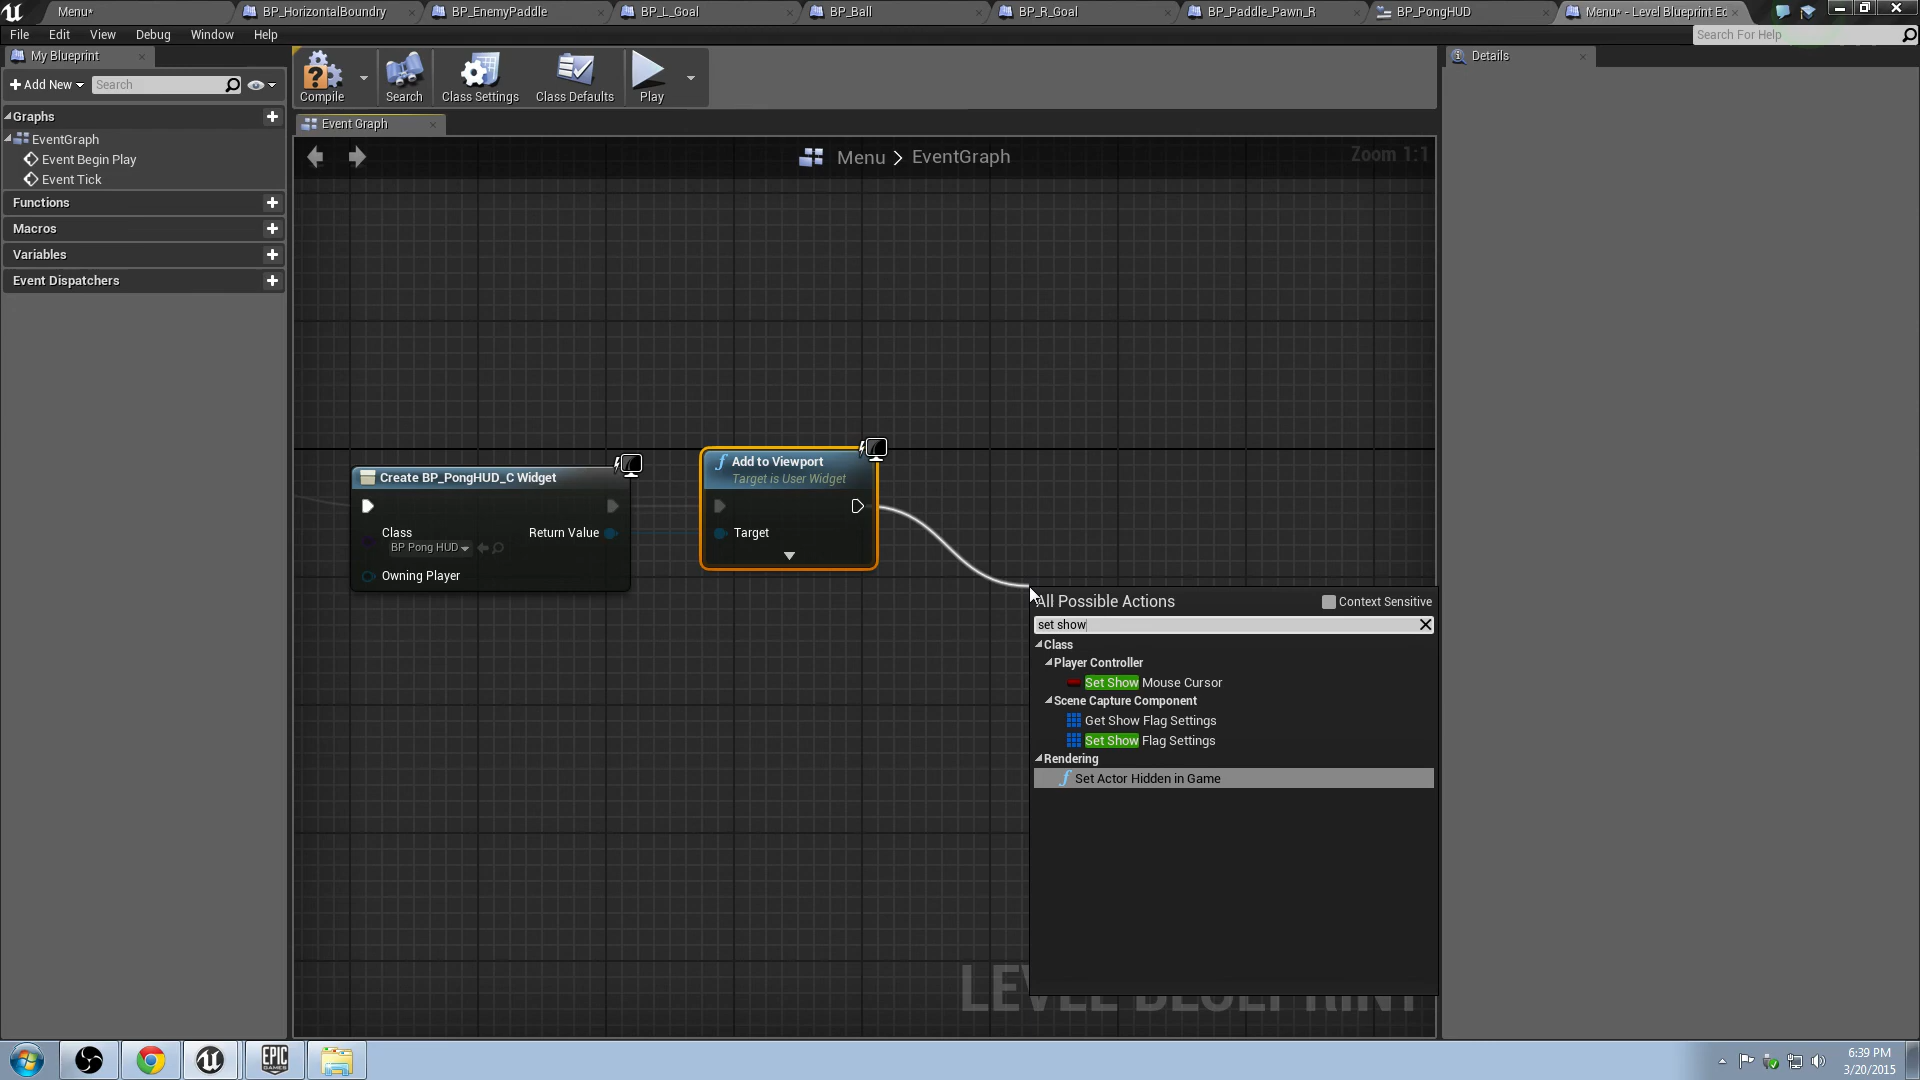 Menu*
BP_HorizontalBoundry
BP_EnemyPaddle
BP_L_Goal
BP_Ball
BP_R_Goal
BP_Paddle_Pawn_R
BP_PongHUD
Menu* - Level Blueprint Ec
File Edit View Debug Window Help
Search For Help
My Blueprint
Details
Add New
Search
Compile
Search
Class Settings
Class Defaults
Play
Graphs
Event Graph
EventGraph
Event Begin Play
Event Tick
Functions
Macros
Variables
Event Dispatchers
Menu > EventGraph
Zoom 1:1
Create BP_PongHUD_C Widget
Class
BP Pong HUD
Return Value
Owning Player
f Add to Viewport
Target is User Widget
Target
All Possible Actions
Context Sensitive
set show
Class
Player Controller
Set Show Mouse Cursor
Scene Capture Component
Get Show Flag Settings
Set Show Flag Settings
Rendering
f Set Actor Hidden in Game
LEVEL BLUEPRINT
EPIC
GAMES
6:39 PM
3/20/2015